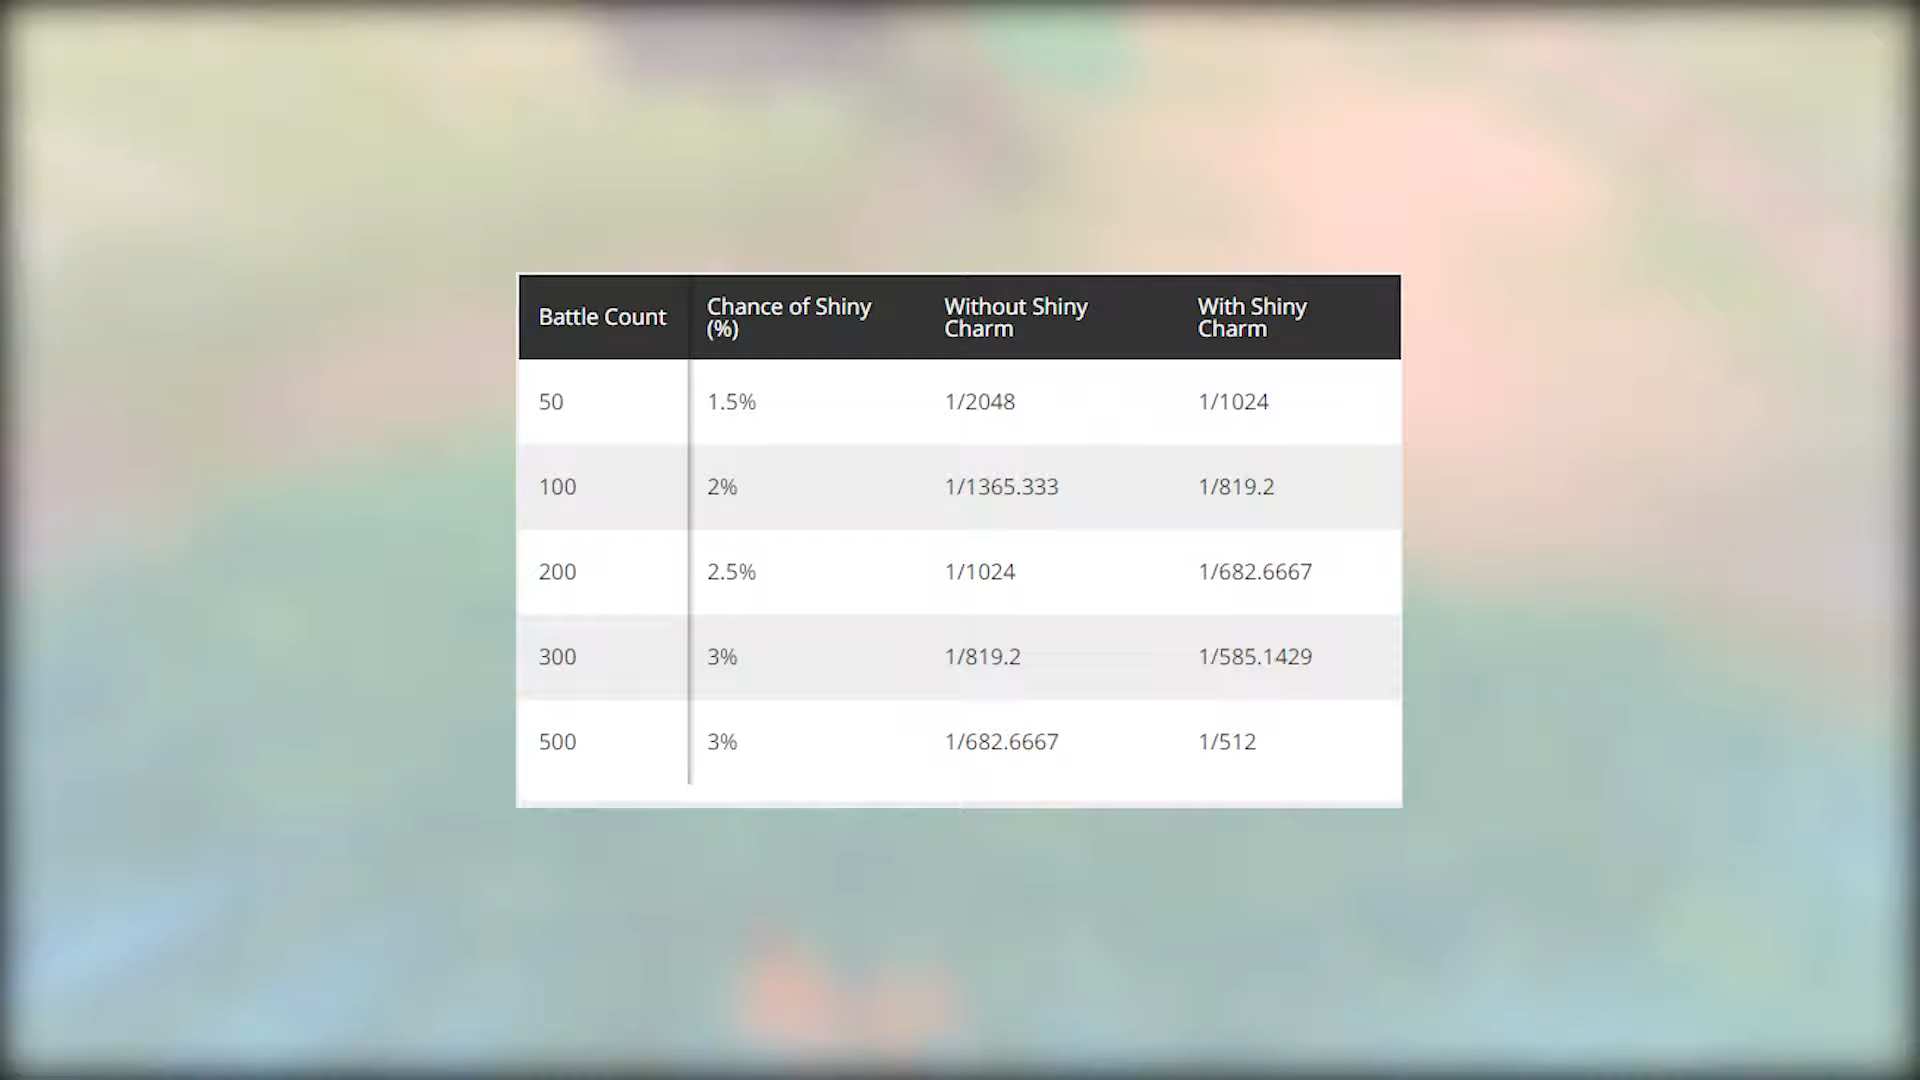 Battle Count Chance of Shiny (%) Without Shiny Charm With Shiny Charm
50 1.5% 1/2048 1/1024
100 2% 1/1365.333 1/819.2
200 2.5% 1/1024 1/682.6667
300 3% 1/819.2 1/585.1429
500 3% 1/682.6667 1/512